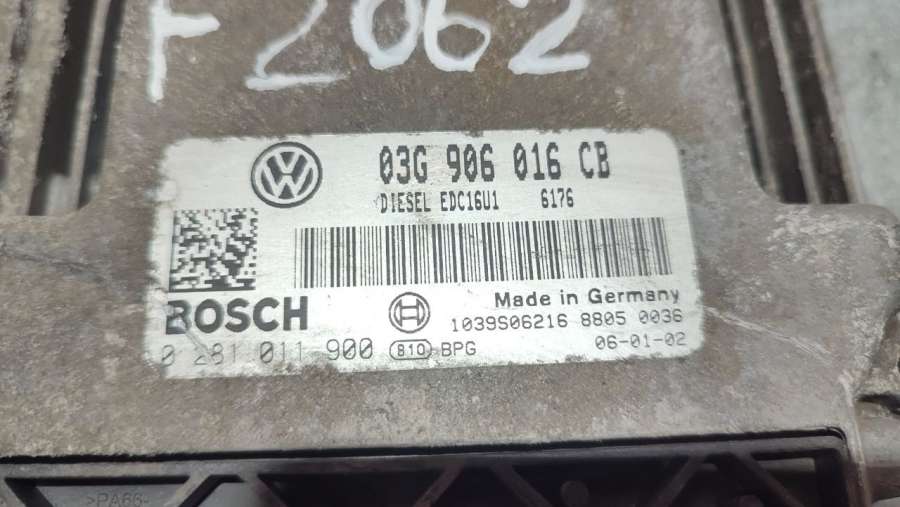 F 2062
03G 906 016 CB
DIESEL EDC16U1 6176
BOSCH
Made in Germany
1039S06216 8805 0036
0 281 011 900 810 BPG
06-01-02
>PA66-